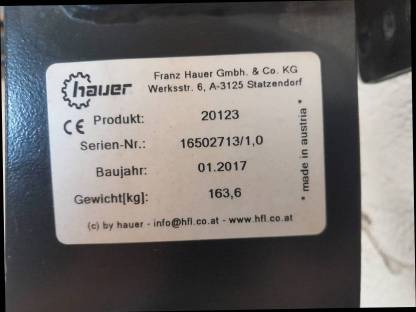 hauer
Franz Hauer Gmbh. & Co. KG
Werksstr. 6, A-3125 Statzendorf
CE Produkt: 20123
Serien-Nr.: 16502713/1,0
Baujahr: 01.2017
Gewicht[kg]: 163,6
(c) by hauer - info@hfl.co.at - www.hfl.co.at
* made in austria *